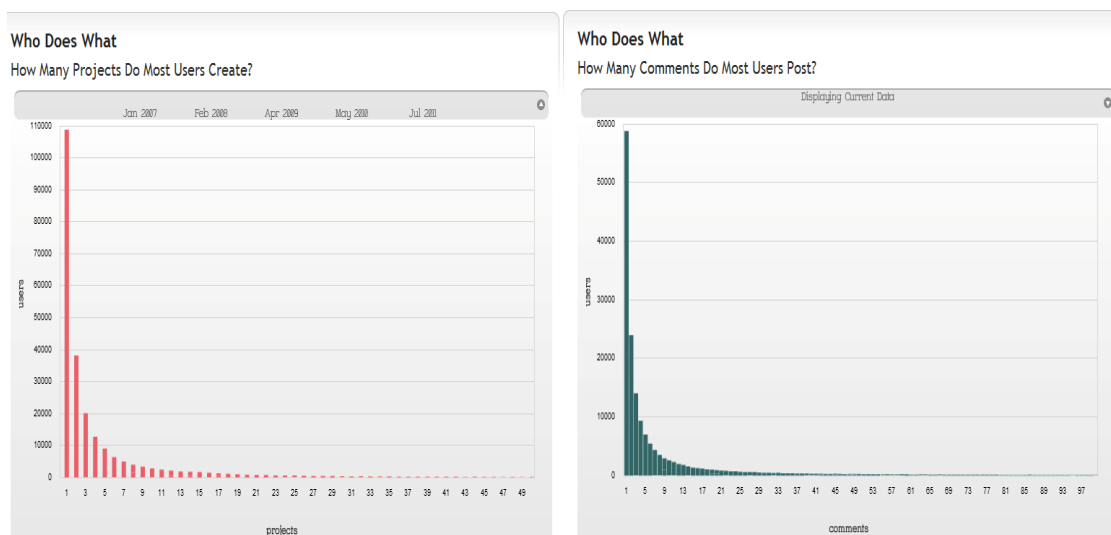 Who Does What
How Many Projects Do Most Users Create?
Jan 2007 Feb 2008 Apr 2009 May 2010 Jul 2011
110000
100000
90000
80000
70000
60000
50000
40000
30000
20000
10000
0
users
1 3 5 7 9 11 13 15 17 19 21 23 25 27 29 31 33 35 37 39 41 43 45 47 49
projects
Who Does What
How Many Comments Do Most Users Post?
Displaying Current Data
60000
50000
40000
30000
20000
10000
0
users
1 5 9 13 17 21 25 29 33 37 41 45 49 53 57 61 65 69 73 77 81 85 89 93 97
comments